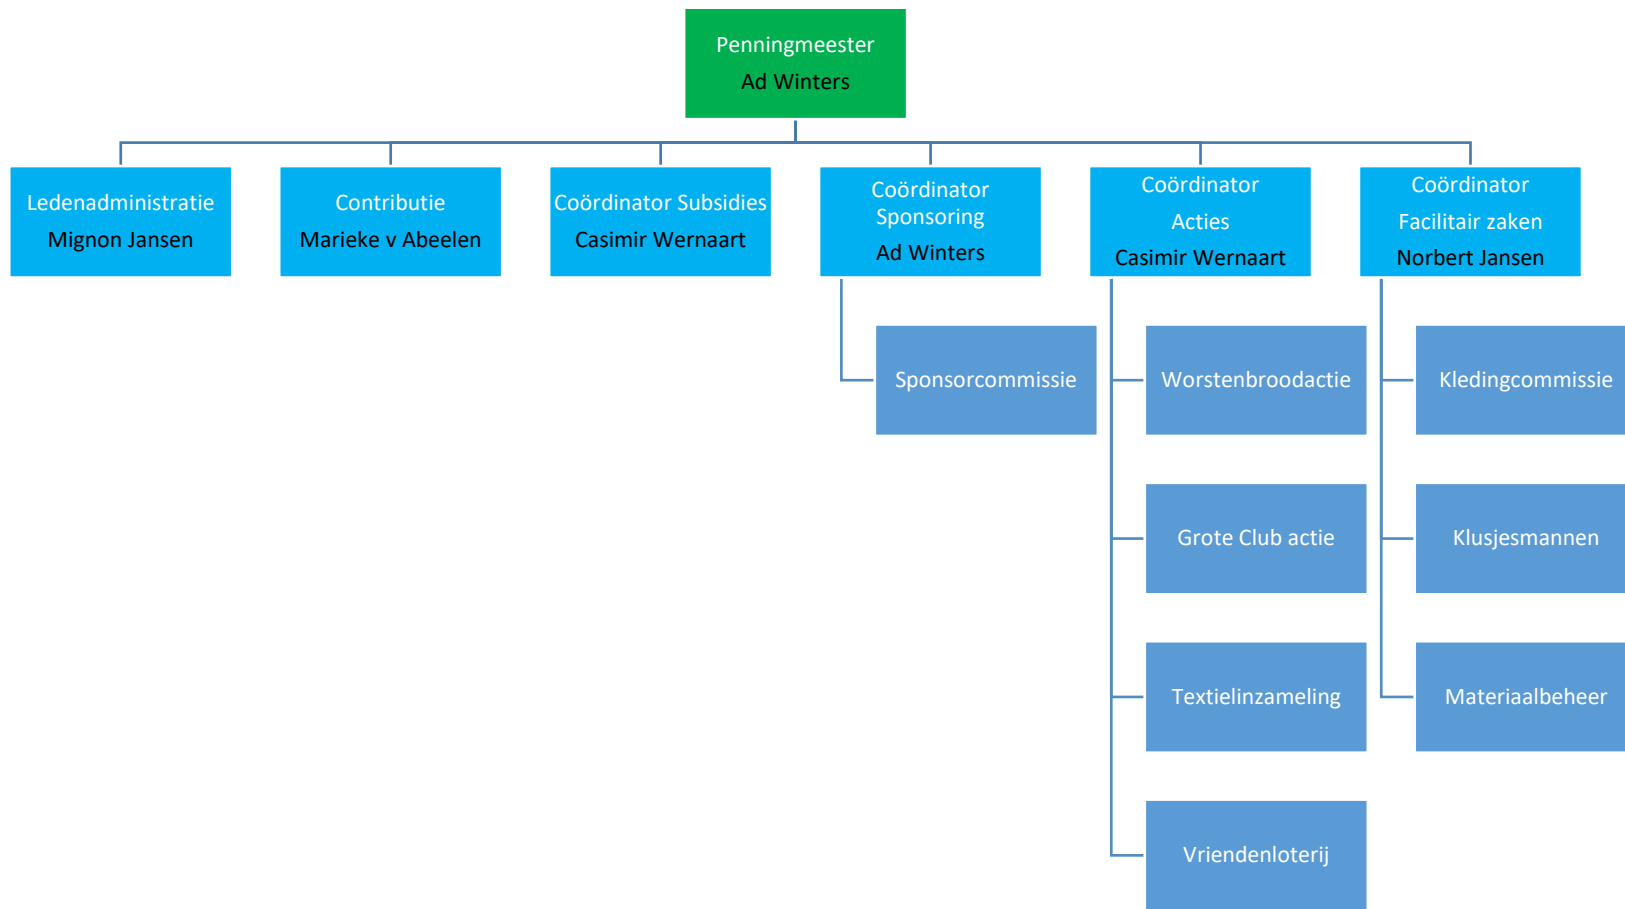 Penningmeester
Ad Winters
Ledenadministratie
Mignon Jansen
Contributie
Marieke v Abeelen
Coördinator Subsidies
Casimir Wernaart
Coördinator
Sponsoring
Ad Winters
Coördinator
Acties
Casimir Wernaart
Coördinator
Facilitair zaken
Norbert Jansen
Sponsorcommissie
Worstenbroodactie
Kledingcommissie
Grote Club actie
Klusjesmannen
Textielinzameling
Materiaalbeheer
Vriendenloterij